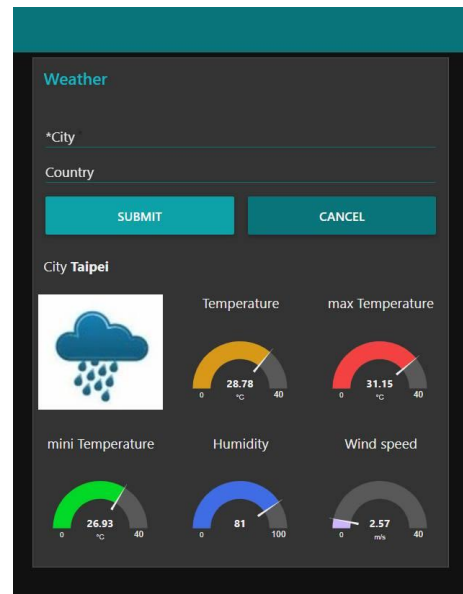 Weather
*City
Country
SUBMIT
CANCEL
City Taipei
Temperature
28.78
0
°C
40
max Temperature
31.15
0
°C
40
mini Temperature
26.93
0
°C
40
Humidity
81
0
100
Wind speed
2.57
0
m/s
40